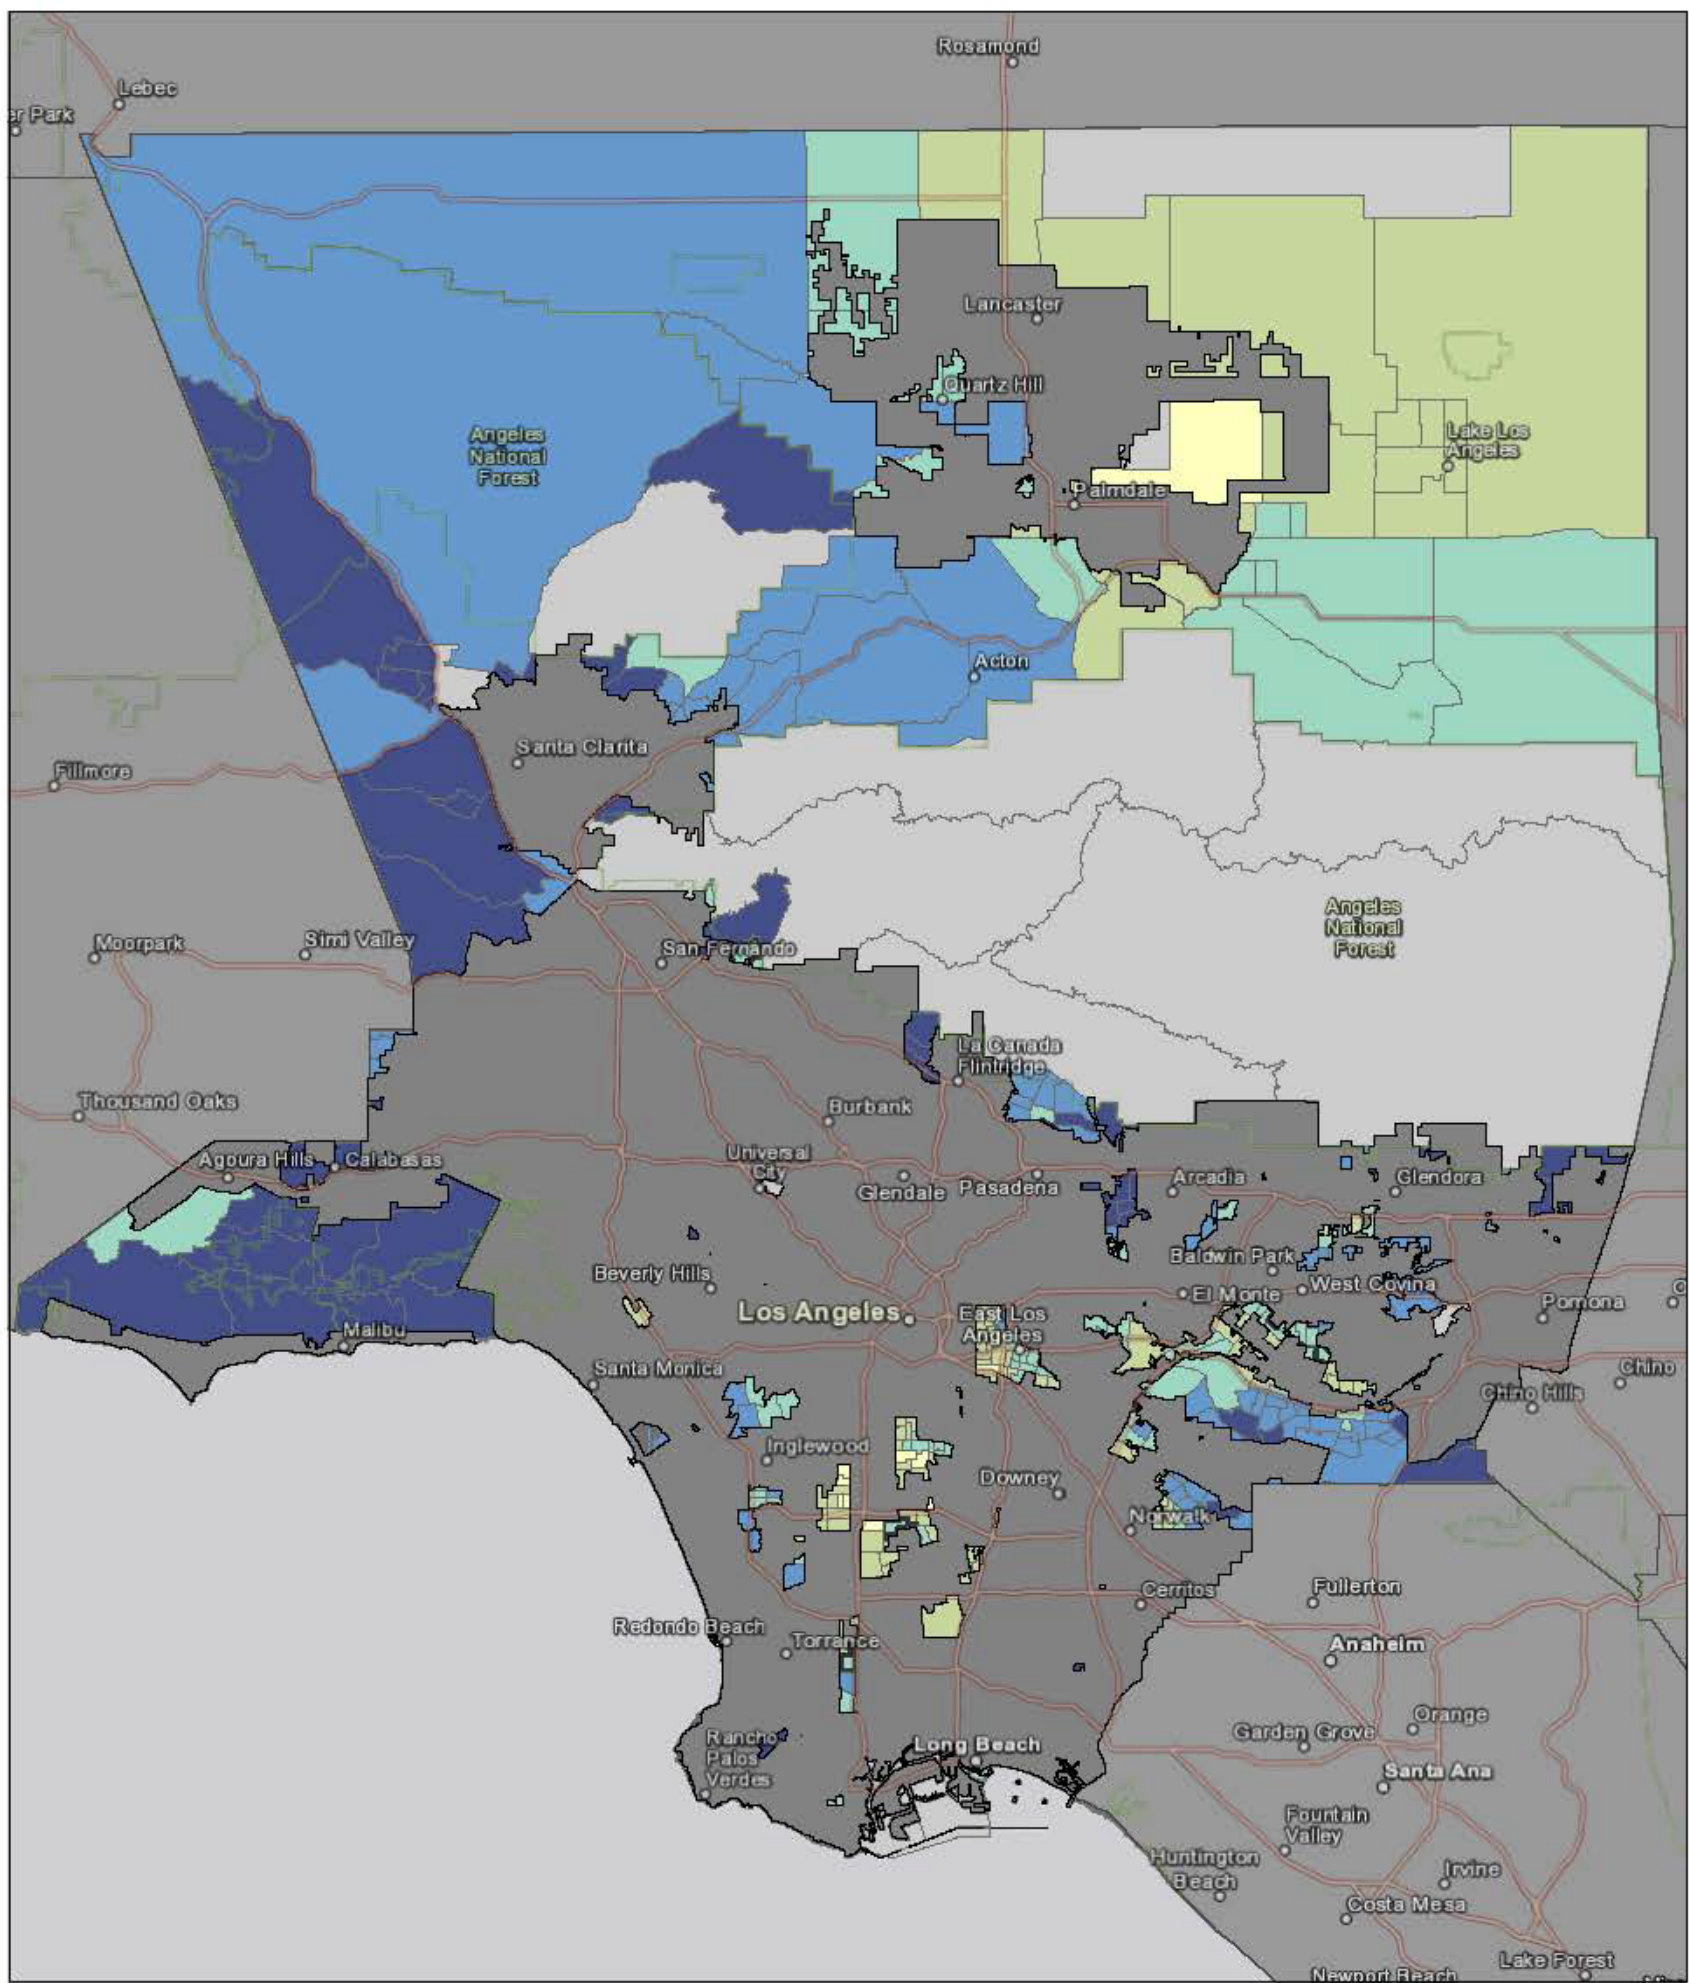 Rosamond
Lebec
er Park
Lancaster
Quartz Hill
Angeles
National
Forest
Lake Los
Angeles
Palmdale
Acton
Santa Clarita
Fillmore
Angeles
National
Forest
Moorpark
Simi Valley
San Fernando
La Canada
Flintridge
Thousand Oaks
Burbank
Universal
City
Agoura Hills
Calabasas
Glendale
Pasadena
Arcadia
Glendora
Baldwin Park
Beverly Hills
El Monte
West Covina
Los Angeles
East Los
Angeles
Pomona
Malibu
Santa Monica
Chino
Chino Hills
Inglewood
Downey
Norwalk
Cerritos
Fullerton
Redondo Beach
Torrance
Anaheim
Orange
Garden Grove
Rancho
Palos
Verdes
Long Beach
Santa Ana
Fountain
Valley
Huntington
Beach
Irvine
Costa Mesa
Lake Forest
Newport Beach